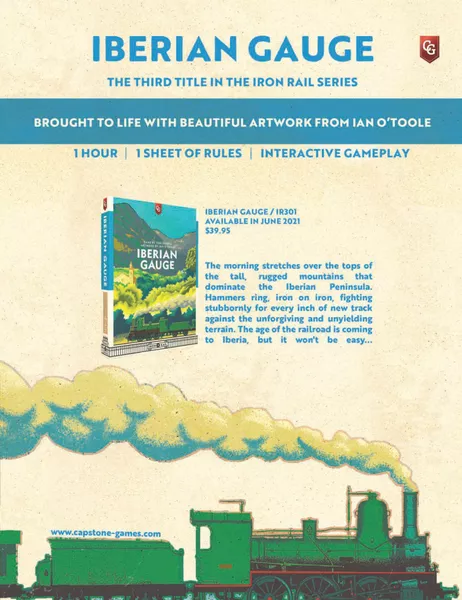 IBERIAN GAUGE
CG
THE THIRD TITLE IN THE IRON RAIL SERIES
BROUGHT TO LIFE WITH BEAUTIFUL ARTWORK FROM IAN O'TOOLE
1 HOUR | 1 SHEET OF RULES | INTERACTIVE GAMEPLAY
IBERIAN GAUGE
IBERIAN
GAUGE
IBERIAN GAUGE / IR301
AVAILABLE IN JUNE 2021
$39.95
The morning stretches over the tops of
the tall, rugged mountains that
dominate the Iberian Peninsula.
Hammers ring, iron on iron, fighting
stubbornly for every inch of new track
against the unforgiving and unyielding
terrain. The age of the railroad is coming
to Iberia, but it won't be easy...
www.capstone-games.com